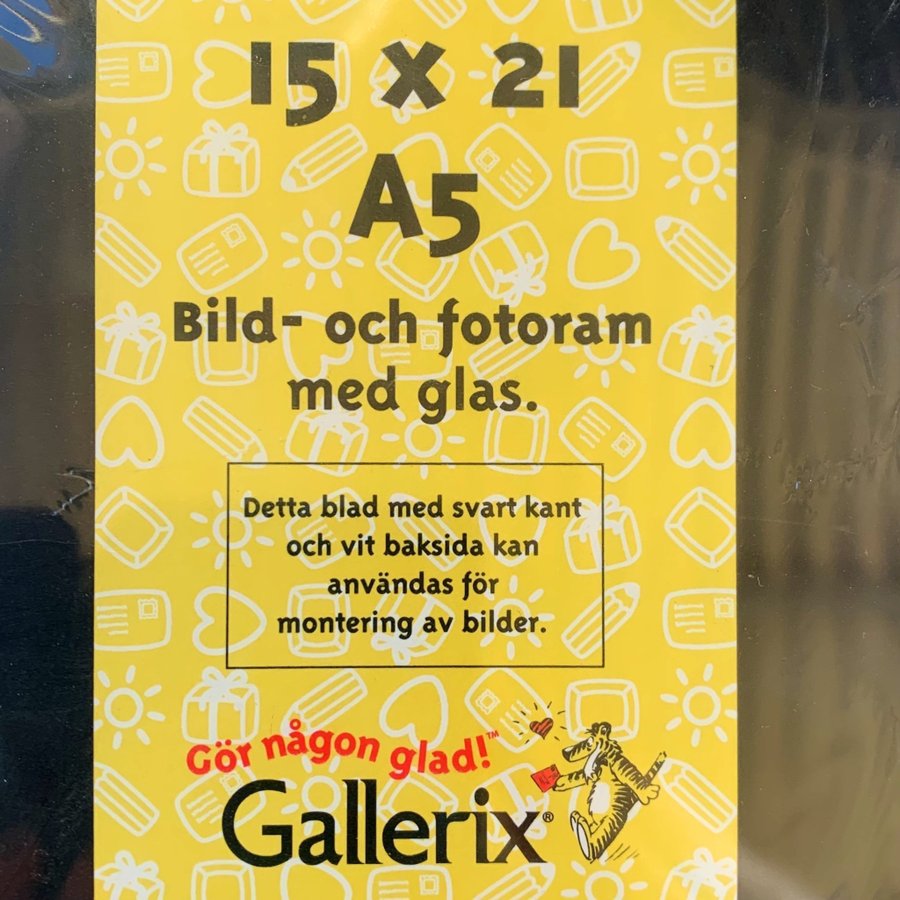 15 x 21
A5
Bild- och fotoram
med glas.
Detta blad med svart kant
och vit baksida kan
användas för
montering av bilder.
Gör någon glad!™
Gallerix®